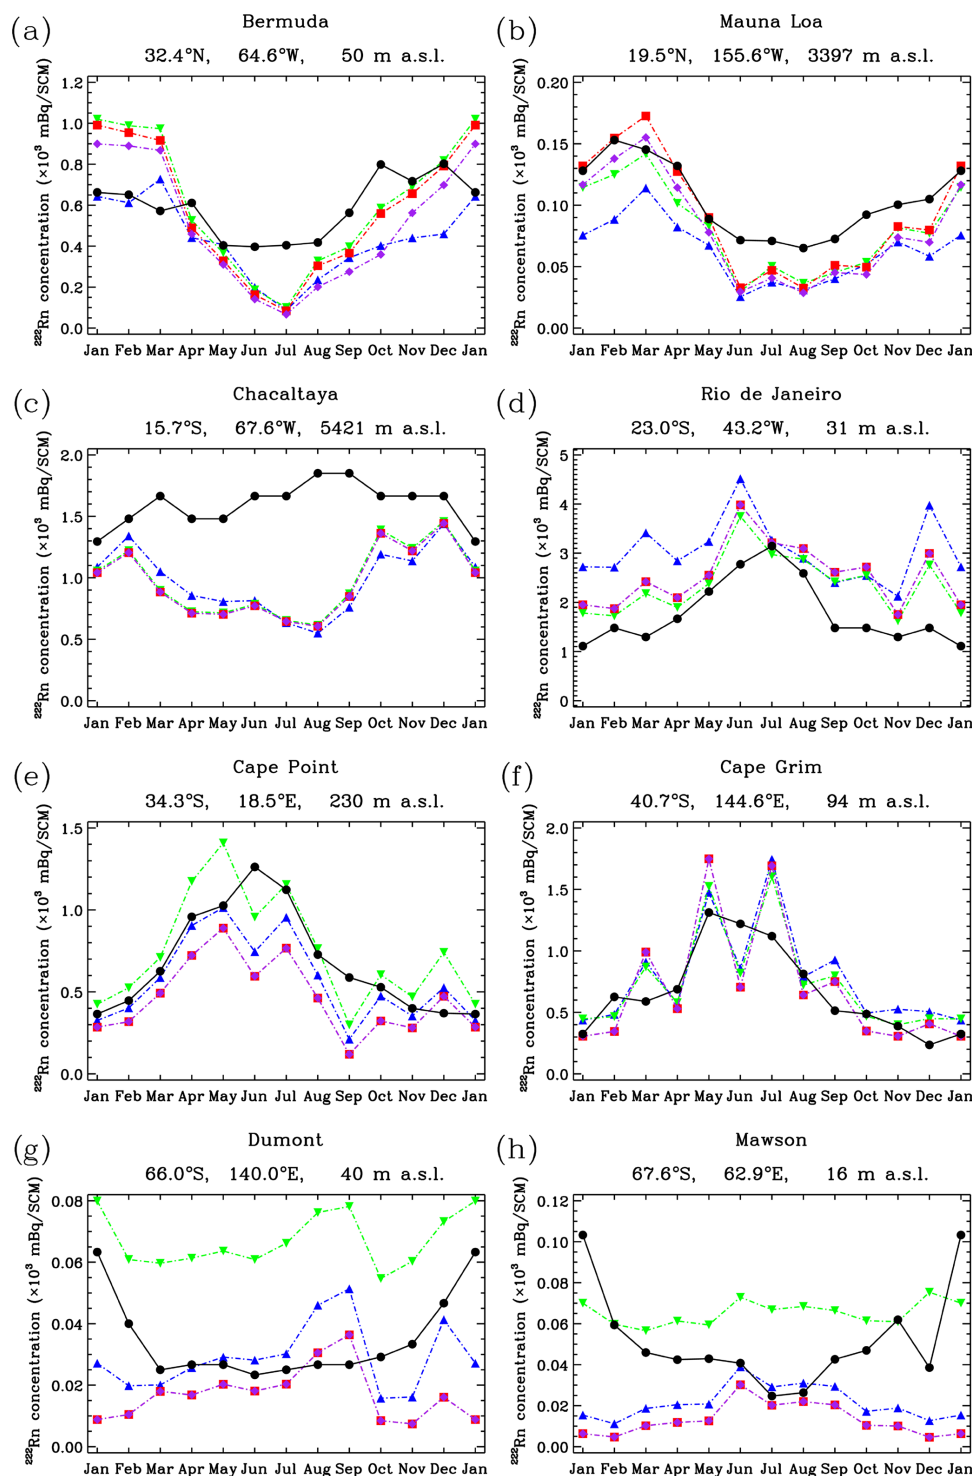 (a) Bermuda
32.4°N, 64.6°W, 50 m a.s.l.
²²²Rn concentration (×10³ mBq/SCM)
1.2
1.0
0.8
0.6
0.4
0.2
0.0
Jan Feb Mar Apr May Jun Jul Aug Sep Oct Nov Dec Jan
(b) Mauna Loa
19.5°N, 155.6°W, 3397 m a.s.l.
²²²Rn concentration (×10³ mBq/SCM)
0.20
0.15
0.10
0.05
0.00
Jan Feb Mar Apr May Jun Jul Aug Sep Oct Nov Dec Jan
(c) Chacaltaya
15.7°S, 67.6°W, 5421 m a.s.l.
²²²Rn concentration (×10³ mBq/SCM)
2.0
1.5
1.0
0.5
0.0
Jan Feb Mar Apr May Jun Jul Aug Sep Oct Nov Dec Jan
(d) Rio de Janeiro
23.0°S, 43.2°W, 31 m a.s.l.
²²²Rn concentration (×10³ mBq/SCM)
5
4
3
2
1
0
Jan Feb Mar Apr May Jun Jul Aug Sep Oct Nov Dec Jan
(e) Cape Point
34.3°S, 18.5°E, 230 m a.s.l.
²²²Rn concentration (×10³ mBq/SCM)
1.5
1.0
0.5
0.0
Jan Feb Mar Apr May Jun Jul Aug Sep Oct Nov Dec Jan
(f) Cape Grim
40.7°S, 144.6°E, 94 m a.s.l.
²²²Rn concentration (×10³ mBq/SCM)
2.0
1.5
1.0
0.5
0.0
Jan Feb Mar Apr May Jun Jul Aug Sep Oct Nov Dec Jan
(g) Dumont
66.0°S, 140.0°E, 40 m a.s.l.
²²²Rn concentration (×10³ mBq/SCM)
0.08
0.06
0.04
0.02
0.00
Jan Feb Mar Apr May Jun Jul Aug Sep Oct Nov Dec Jan
(h) Mawson
67.6°S, 62.9°E, 16 m a.s.l.
²²²Rn concentration (×10³ mBq/SCM)
0.12
0.10
0.08
0.06
0.04
0.02
0.00
Jan Feb Mar Apr May Jun Jul Aug Sep Oct Nov Dec Jan